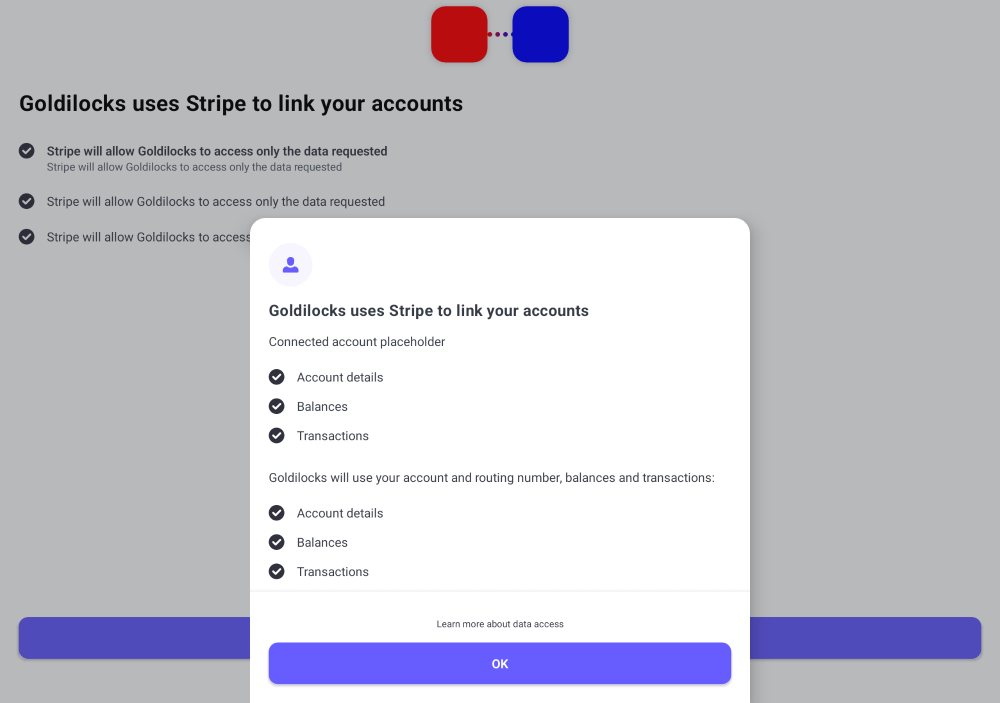 Goldilocks uses Stripe to link your accounts
Stripe will allow Goldilocks to access only the data requested
Stripe will allow Goldilocks to access only the data requested
Stripe will allow Goldilocks to access only the data requested
Stripe will allow Goldilocks to access
Goldilocks uses Stripe to link your accounts
Connected account placeholder
Account details
Balances
Transactions
Goldilocks will use your account and routing number, balances and transactions:
Account details
Balances
Transactions
Learn more about data access
OK